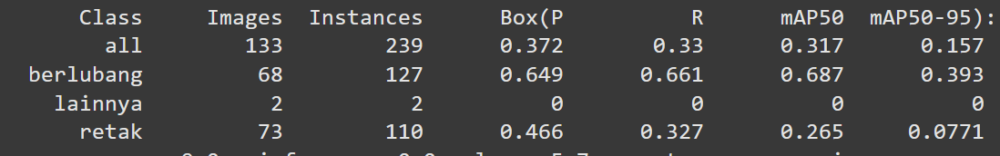 Class Images Instances Box(P R mAP50 mAP50-95):
all 133 239 0.372 0.33 0.317 0.157
berlubang 68 127 0.649 0.661 0.687 0.393
lainnya 2 2 0 0 0 0
retak 73 110 0.466 0.327 0.265 0.0771